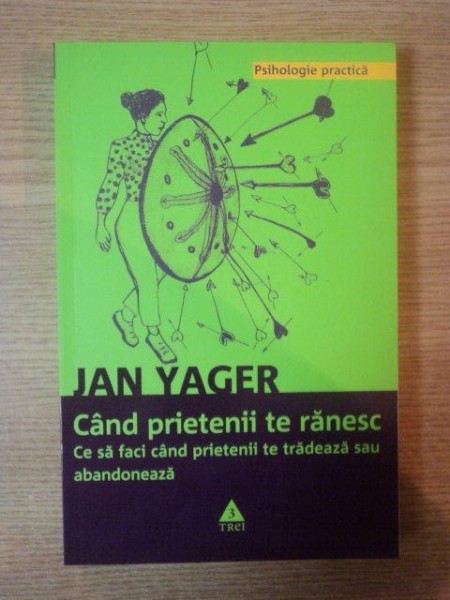 Psihologie practică
JAN YAGER
Când prietenii te rănesc
Ce să faci când prietenii te trădează sau
abandonează
3
TREI